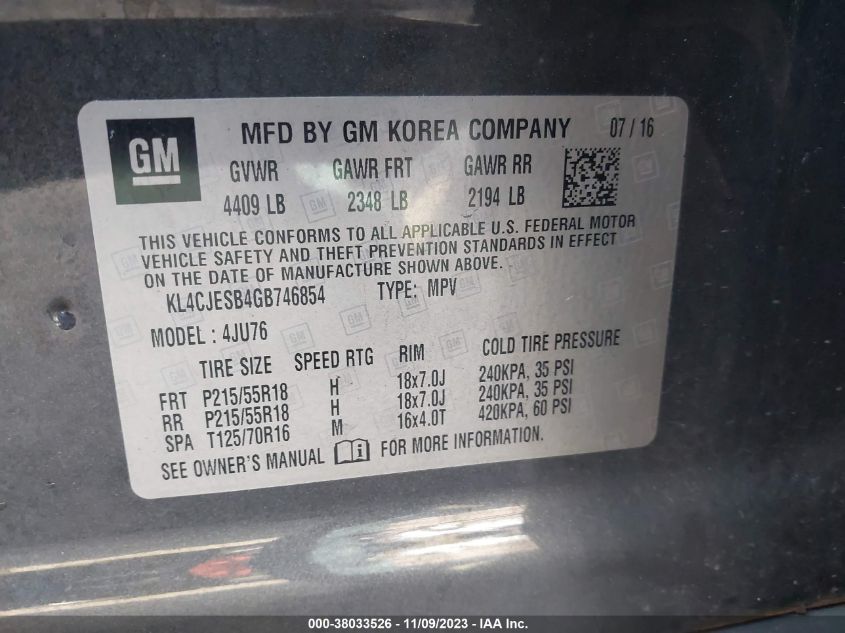 GM MFD BY GM KOREA COMPANY 07 / 16
GVWR GAWR FRT GAWR RR
4409 LB 2348 LB 2194 LB
THIS VEHICLE CONFORMS TO ALL APPLICABLE U.S. FEDERAL MOTOR
VEHICLE SAFETY AND THEFT PREVENTION STANDARDS IN EFFECT
ON THE DATE OF MANUFACTURE SHOWN ABOVE.
KL4CJESB4GB746854 TYPE: MPV
MODEL : 4JU76
TIRE SIZE SPEED RTG RIM COLD TIRE PRESSURE
FRT P215/55R18 H 18x7.0J 240KPA, 35 PSI
RR P215/55R18 H 18x7.0J 240KPA, 35 PSI
SPA T125/70R16 M 16x4.0T 420KPA, 60 PSI
SEE OWNER'S MANUAL i FOR MORE INFORMATION.
000-38033526 - 11/09/2023 - IAA Inc.